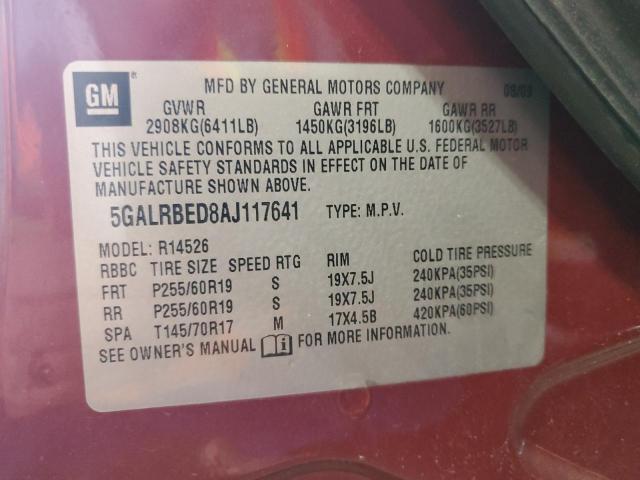 GM
MFD BY GENERAL MOTORS COMPANY 08/09
GVWR GAWR FRT GAWR RR
2908KG(6411LB) 1450KG(3196LB) 1600KG(3527LB)
THIS VEHICLE CONFORMS TO ALL APPLICABLE U.S. FEDERAL MOTOR
VEHICLE SAFETY STANDARDS IN EFFECT ON THE DATE OF
MANUFACTURE SHOWN ABOVE.
5GALRBED8AJ117641 TYPE: M.P.V.
MODEL: R14526
RBBC TIRE SIZE SPEED RTG RIM COLD TIRE PRESSURE
FRT P255/60R19 S 19X7.5J 240KPA(35PSI)
RR P255/60R19 S 19X7.5J 240KPA(35PSI)
SPA T145/70R17 M 17X4.5B 420KPA(60PSI)
SEE OWNER'S MANUAL FOR MORE INFORMATION.